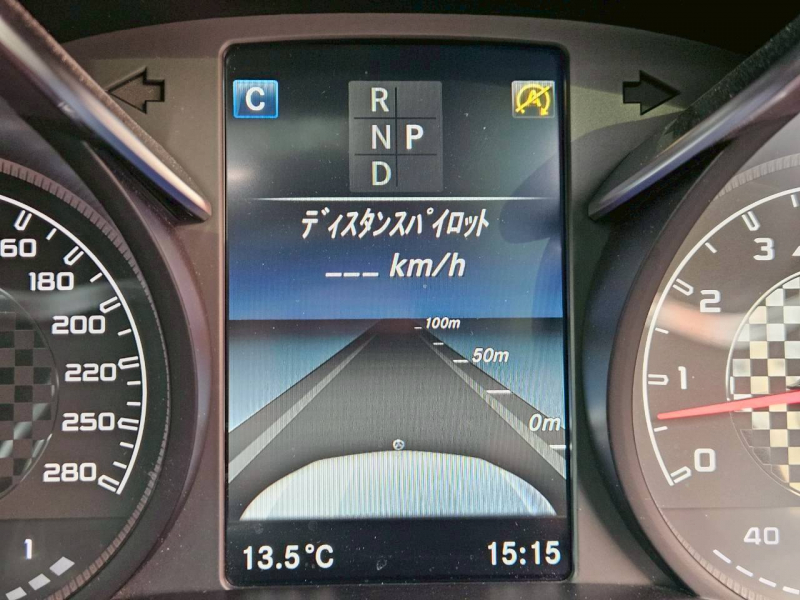 C
R
N P
D
A
ﾃﾞｨｽﾀﾝｽﾊﾟｲﾛｯﾄ
--- km/h
100m
50m
0m
13.5°C
15:15
60
180
200
220
250
280
1
3
2
1
0
40